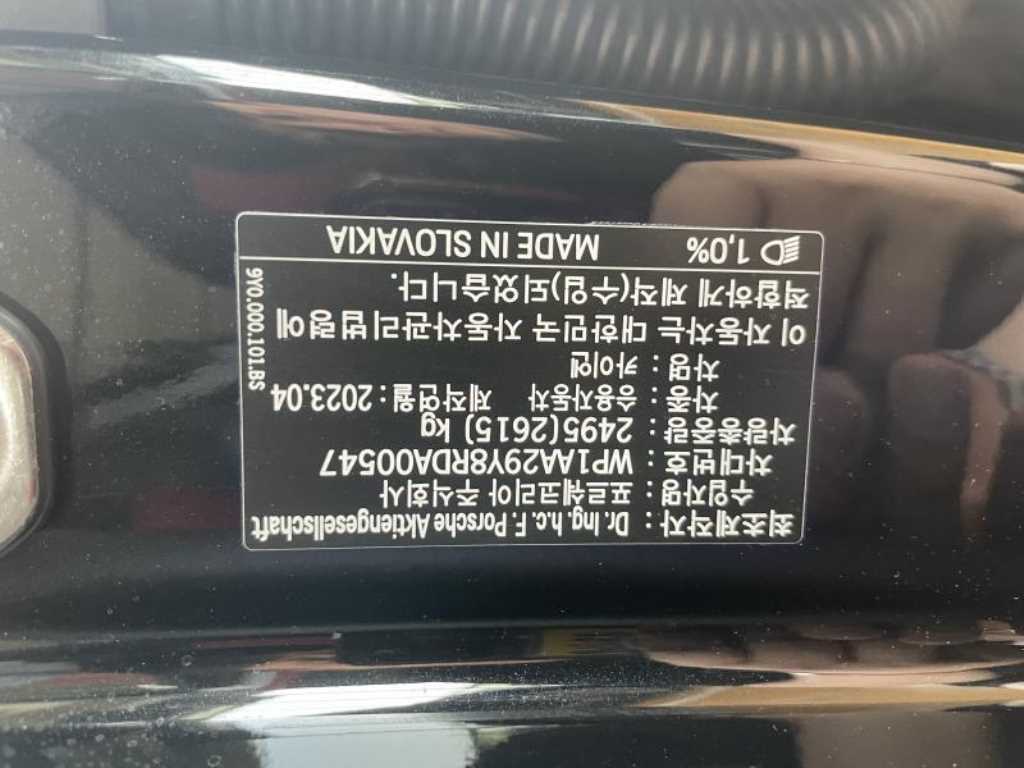 최초제작자 : Dr. Ing. h.c. F. Porsche Aktiengesellschaft
수입자명 : 포르쉐코리아 주식회사
차대번호 : WP1AA29Y8RDA00547
차량총중량 : 2495(2615) kg
차종 : 승용자동차 제작연월 : 2023.04
차명 : 카이엔
이 자동차는 대한민국 자동차관리법령에
적합하게 제작(수입)되었습니다.
1,0% MADE IN SLOVAKIA
9Y0.000.101.BS